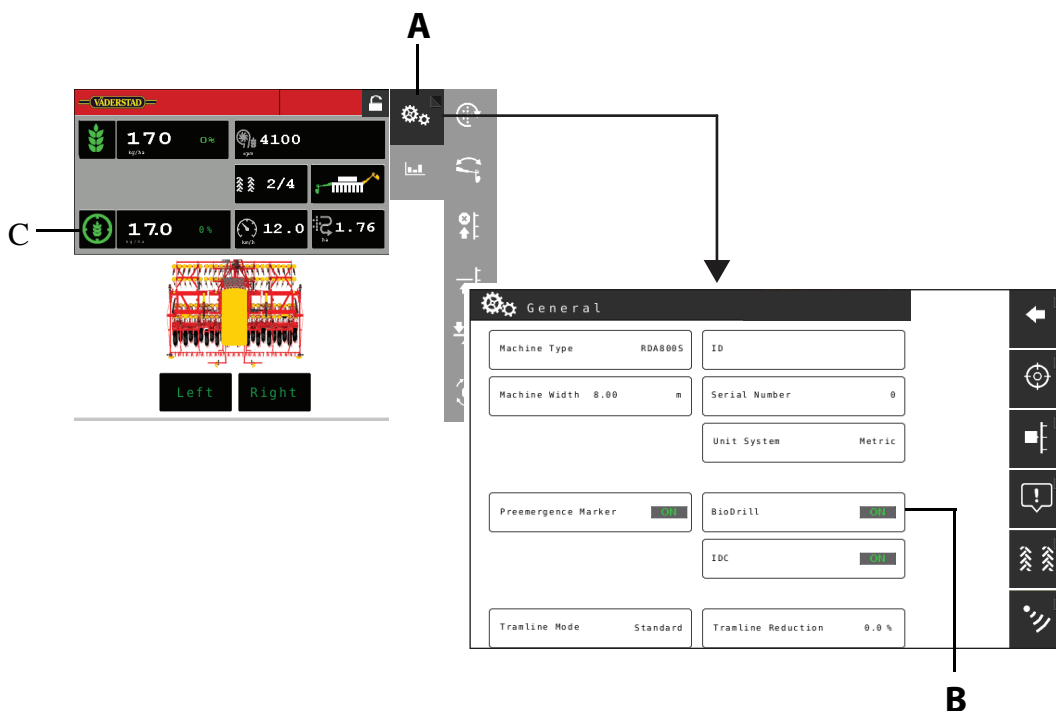 A
VÄDERSTAD
170 0%
kg/ha
4100
rpm
2/4
C
17.0 0%
kg/ha
12.0
km/h
1.76
ha
Left Right
General
Machine Type RDA800S
ID
Machine Width 8.00 m
Serial Number 0
Unit System Metric
Preemergence Marker ON
BioDrill ON
IDC ON
Tramline Mode Standard
Tramline Reduction 0.0 %
B